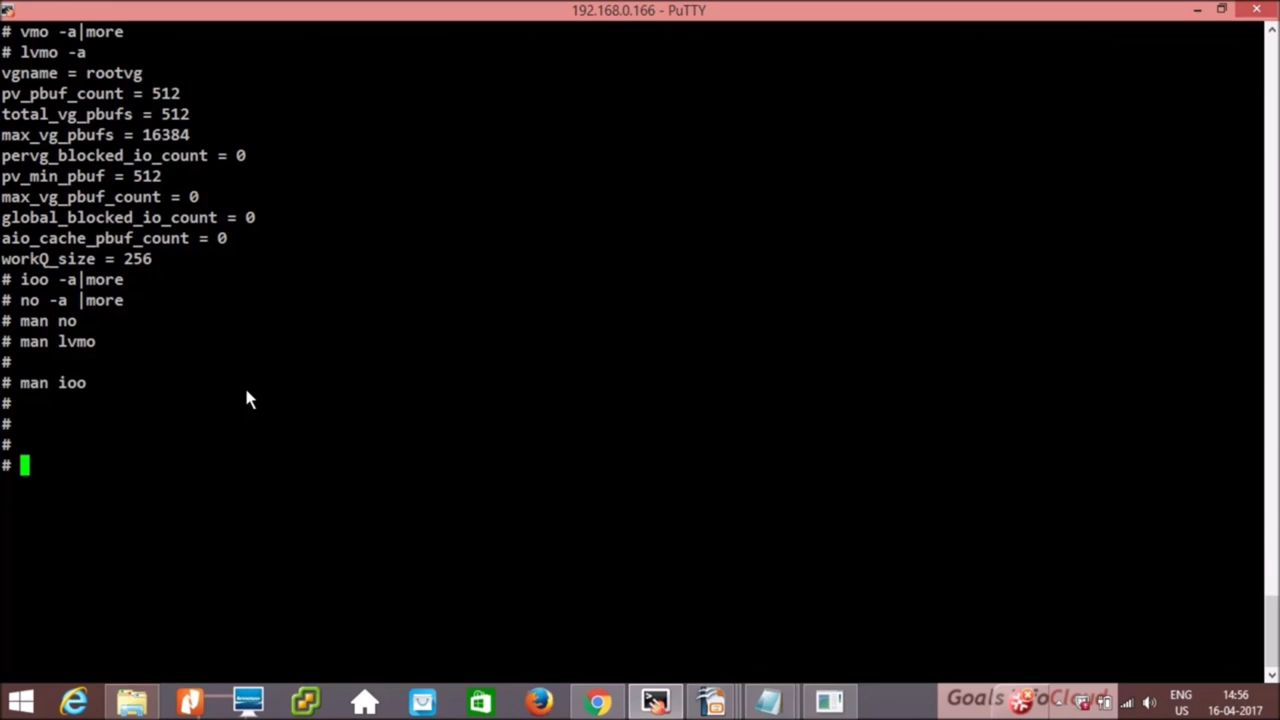 192.168.0.166 - PuTTY
# vmo -a|more
# lvmo -a
vgname = rootvg
pv_pbuf_count = 512
total_vg_pbufs = 512
max_vg_pbufs = 16384
pervg_blocked_io_count = 0
pv_min_pbuf = 512
max_vg_pbuf_count = 0
global_blocked_io_count = 0
aio_cache_pbuf_count = 0
workQ_size = 256
# ioo -a|more
# no -a |more
# man no
# man lvmo
#
# man ioo
#
#
#
#
Goals
ENG
US
14:56
16-04-2017